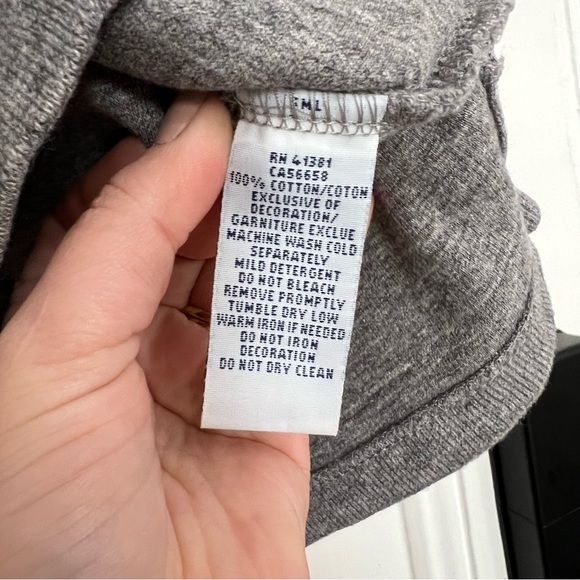 RN 41381
CA56658
100% COTTON/COTON
EXCLUSIVE OF
DECORATION/
GARNITURE EXCLUE
MACHINE WASH COLD
SEPARATELY
MILD DETERGENT
DO NOT BLEACH
REMOVE PROMPTLY
TUMBLE DRY LOW
WARM IRON IF NEEDED
DO NOT IRON
DECORATION
DO NOT DRY CLEAN